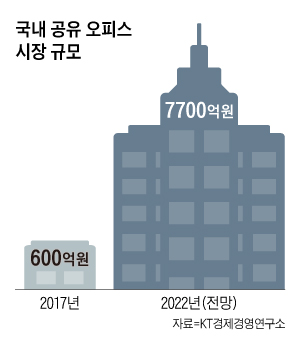 국내 공유 오피스
시장 규모
7700억원
600억원
2017년
2022년(전망)
자료=KT경제경영연구소